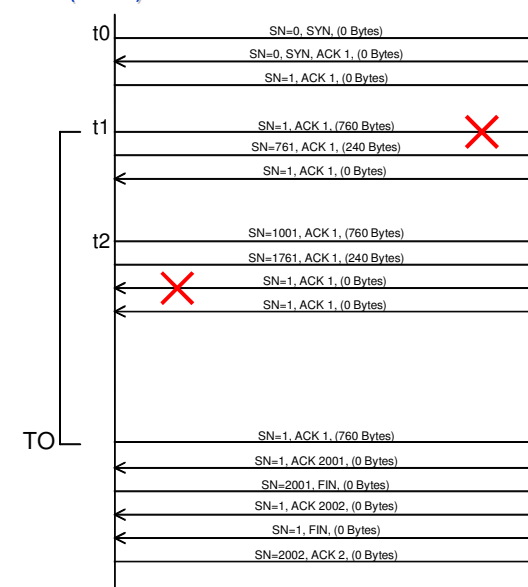 t0
SN=0, SYN, (0 Bytes)
SN=0, SYN, ACK 1, (0 Bytes)
SN=1, ACK 1, (0 Bytes)
t1
SN=1, ACK 1, (760 Bytes)
SN=761, ACK 1, (240 Bytes)
SN=1, ACK 1, (0 Bytes)
t2
SN=1001, ACK 1, (760 Bytes)
SN=1761, ACK 1, (240 Bytes)
SN=1, ACK 1, (0 Bytes)
SN=1, ACK 1, (0 Bytes)
TO
SN=1, ACK 1, (760 Bytes)
SN=1, ACK 2001, (0 Bytes)
SN=2001, FIN, (0 Bytes)
SN=1, ACK 2002, (0 Bytes)
SN=1, FIN, (0 Bytes)
SN=2002, ACK 2, (0 Bytes)